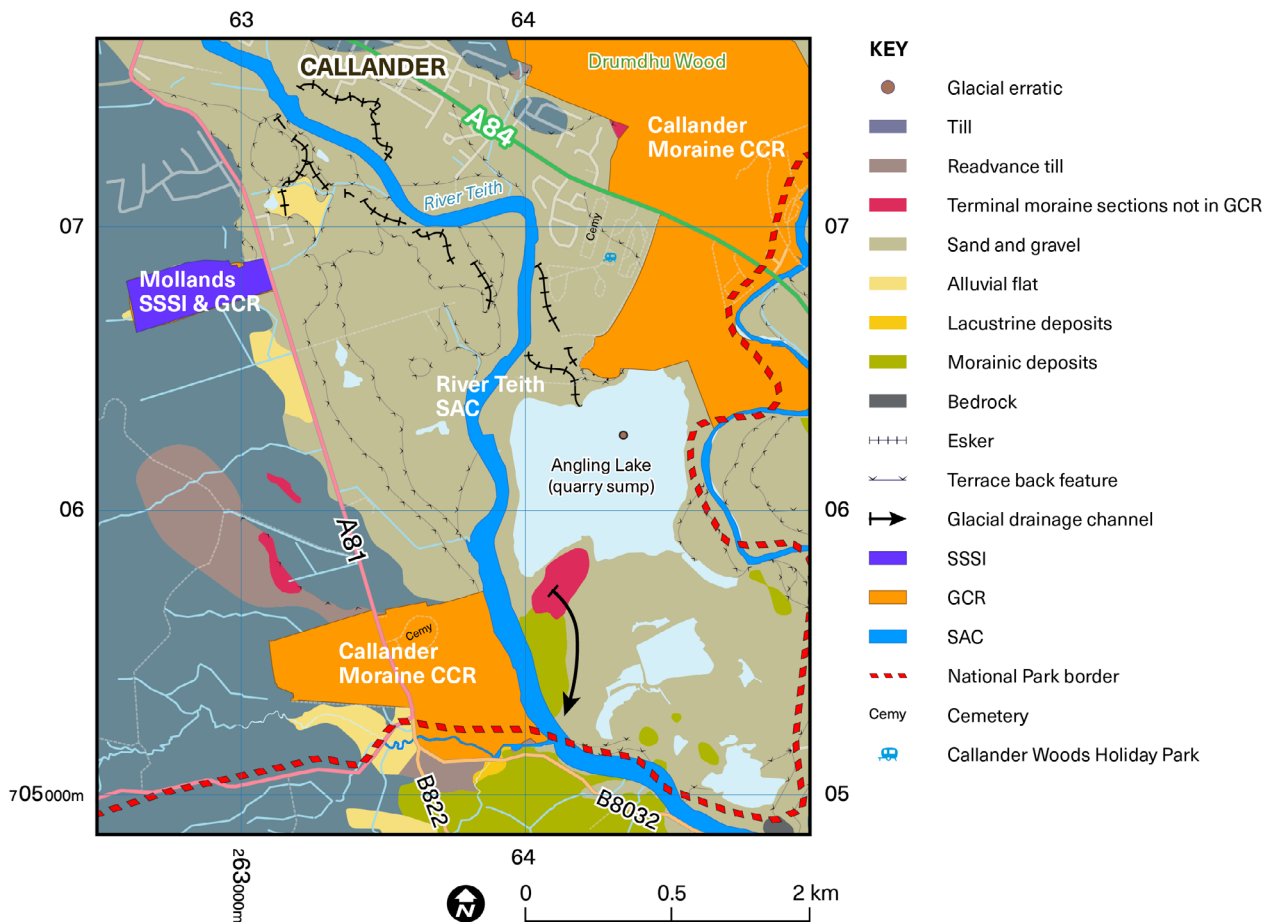 63
64
KEY
CALLANDER
Drumdhu Wood
Glacial erratic
A84
Callander
Moraine CCR
Till
Readvance till
River Teith
Terminal moraine sections not in GCR
07
Cemy
07
Sand and gravel
Mollands
SSSI & GCR
Alluvial flat
Lacustrine deposits
Morainic deposits
River Teith
SAC
Bedrock
Esker
Angling Lake
(quarry sump)
Terrace back feature
06
A81
06
Glacial drainage channel
SSSI
GCR
Cemy
SAC
Callander
Moraine CCR
National Park border
Cemy
Cemetery
Callander Woods Holiday Park
705000m
B822
B8032
05
263000m
64
N
0
0.5
2 km